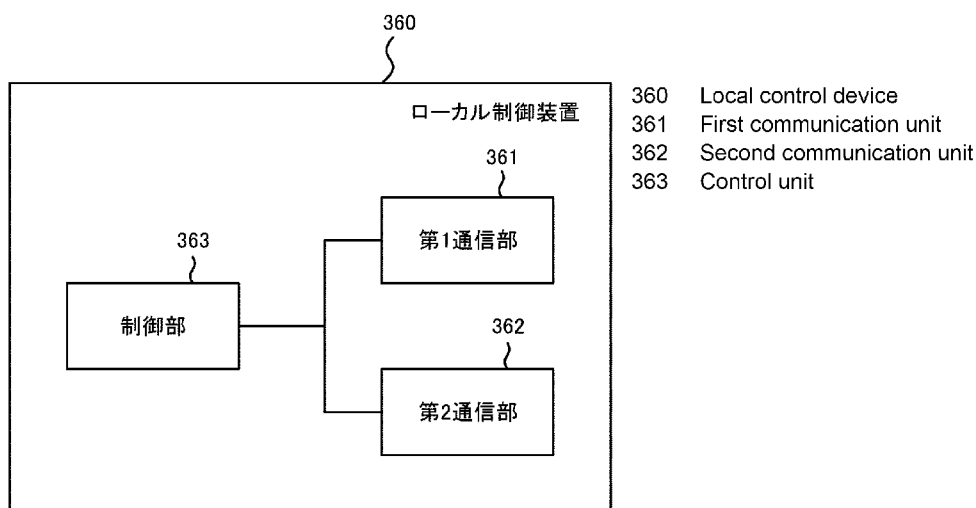 360
ローカル制御装置
361
第1通信部
363
制御部
362
第2通信部
360 Local control device
361 First communication unit
362 Second communication unit
363 Control unit